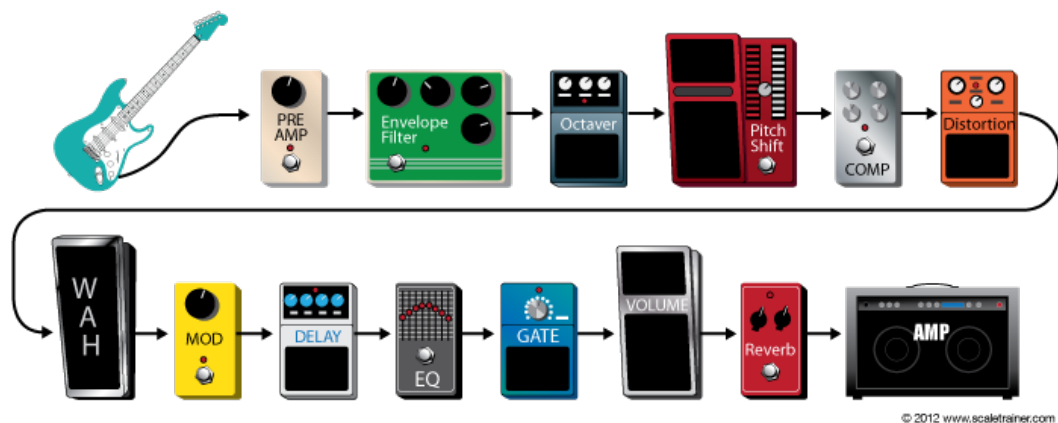 PRE
AMP
Envelope
Filter
Octaver
Pitch
Shift
COMP
Distortion
WAH
MOD
DELAY
EQ
GATE
VOLUME
Reverb
AMP
© 2012 www.scaletrainer.com